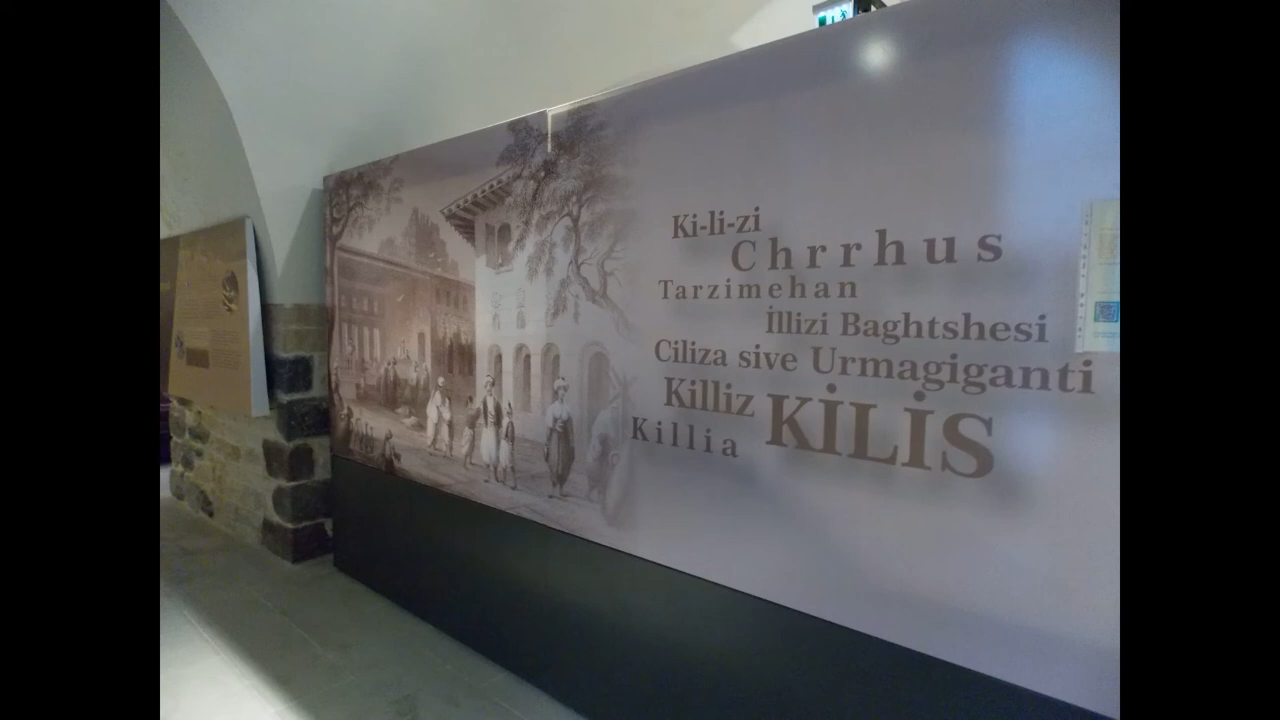 Ki-li-zi
Chrrhus
Tarzimehan
İllizi Baghtshesi
Ciliza sive Urmagiganti
Killiz
KİLİS
Killia